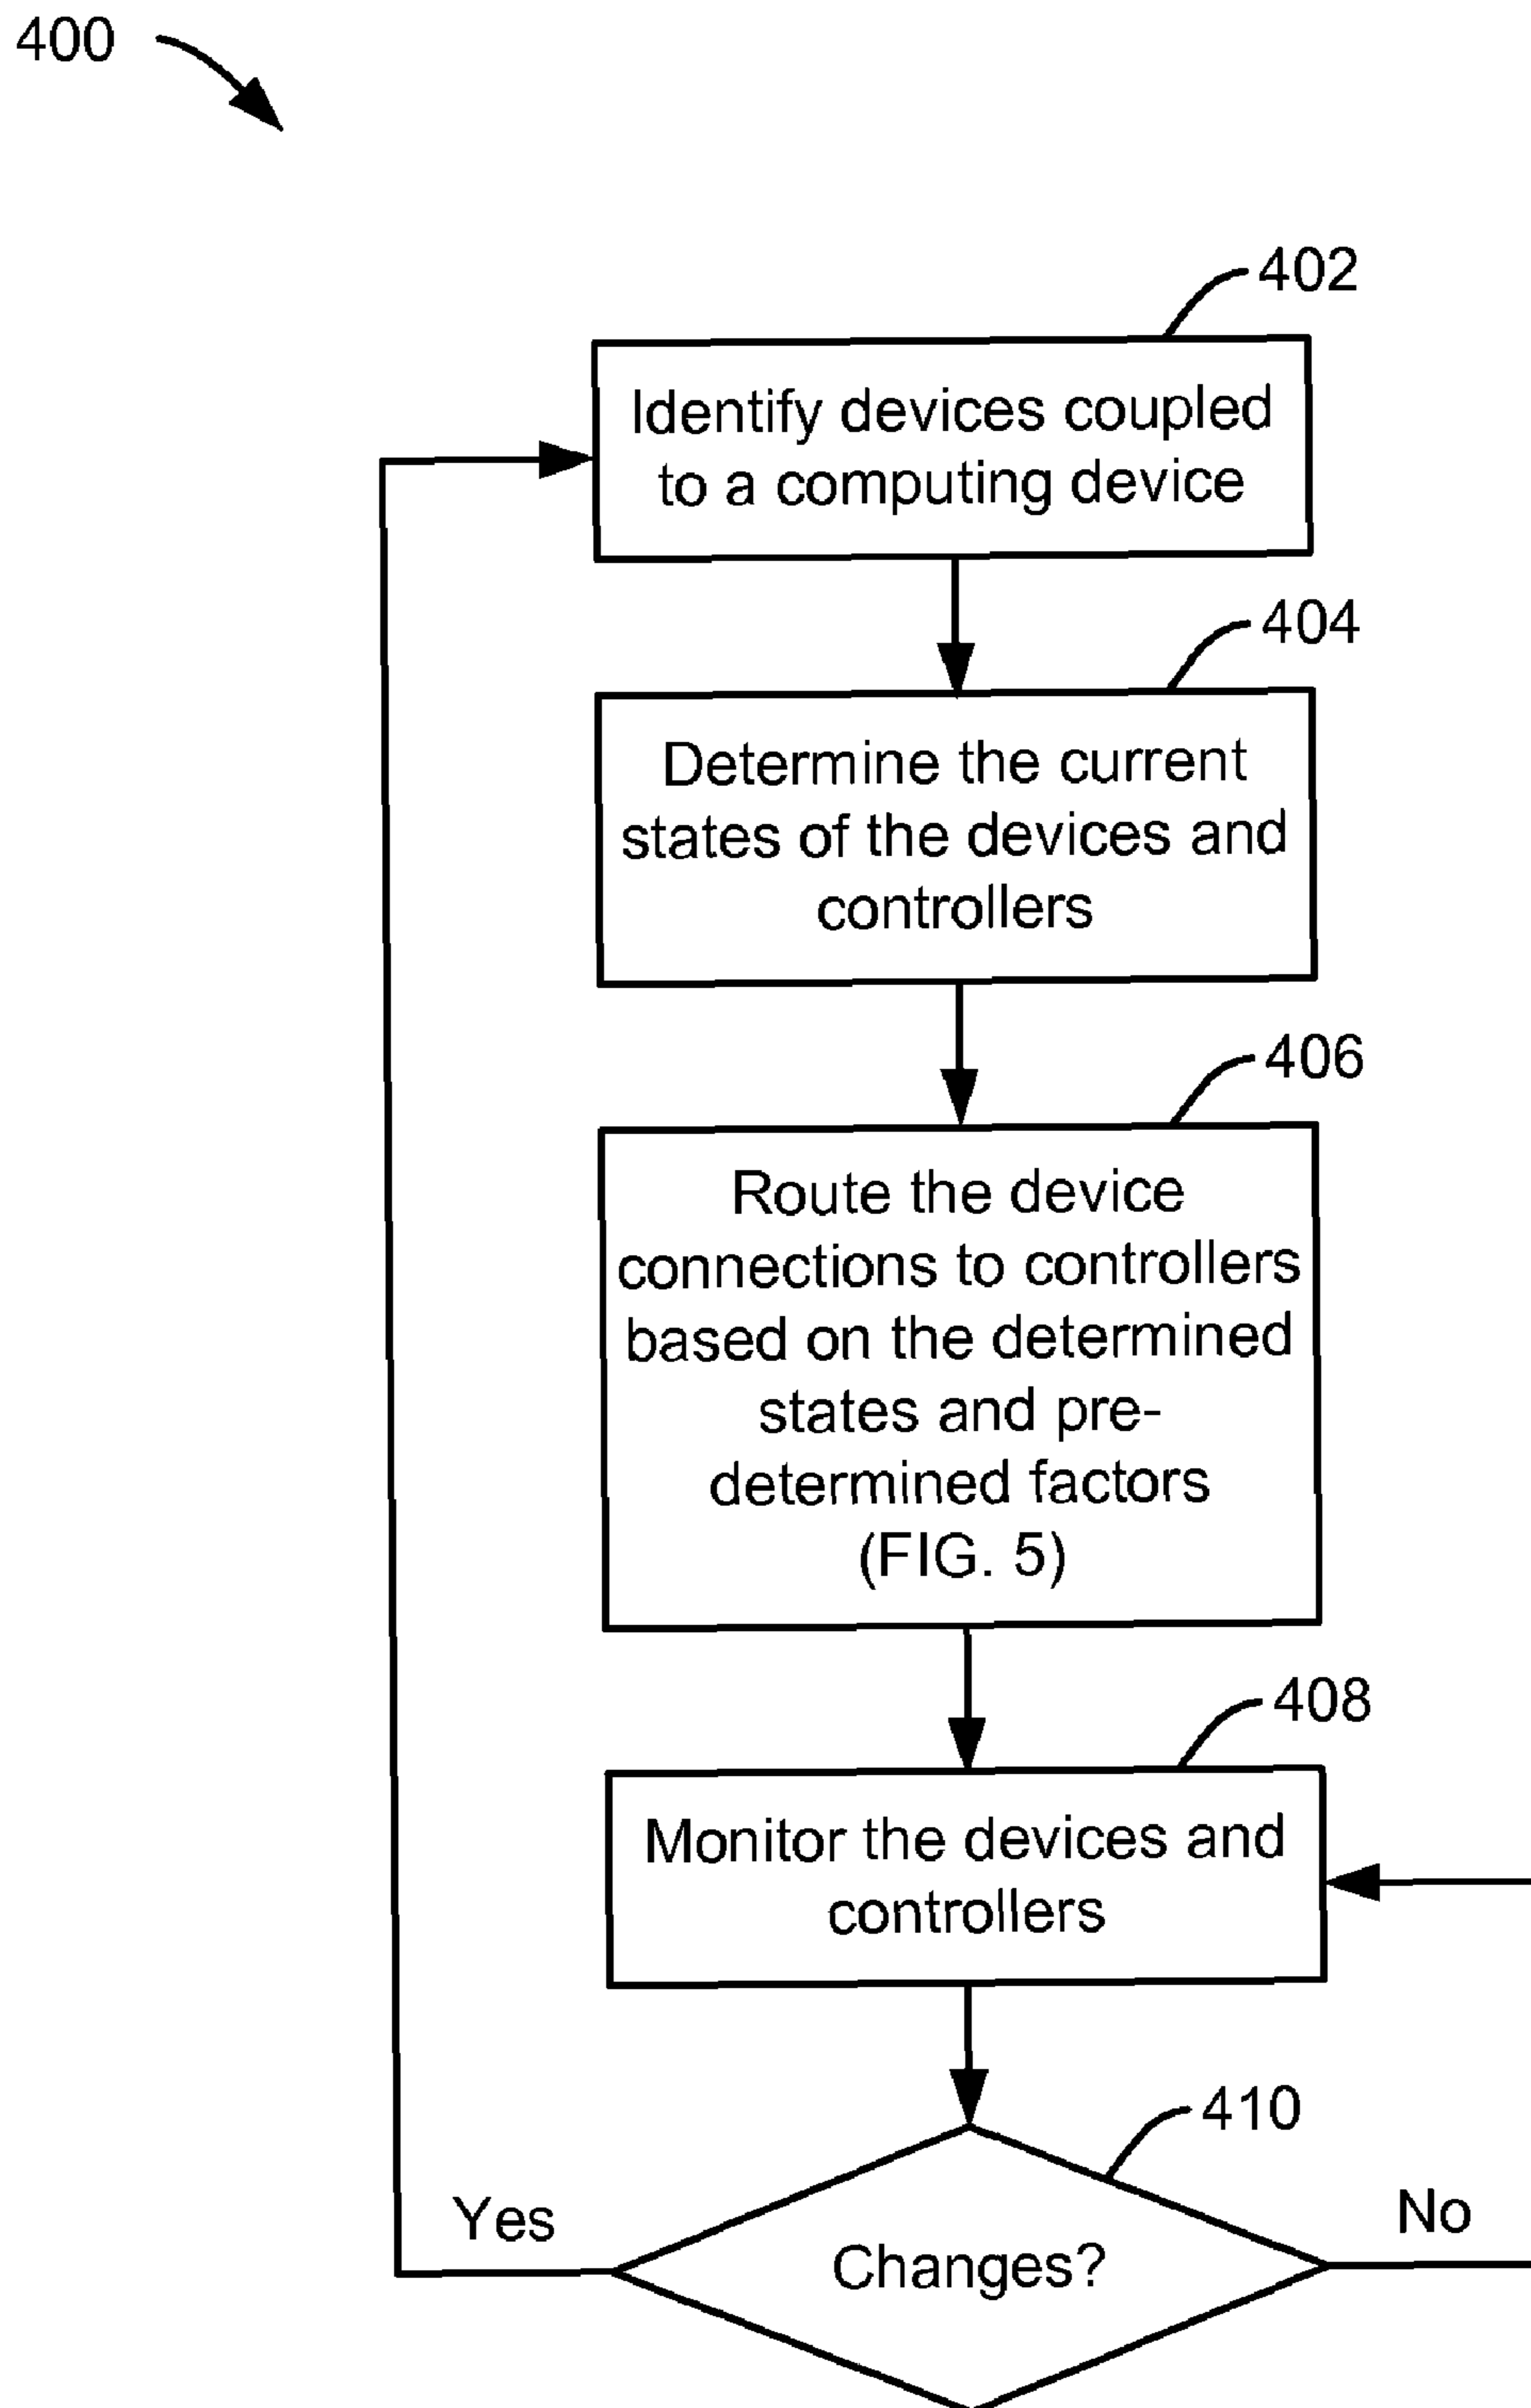 400
402
Identify devices coupled
to a computing device
404
Determine the current
states of the devices and
controllers
406
Route the device
connections to controllers
based on the determined
states and pre-
determined factors
(FIG. 5)
408
Monitor the devices and
controllers
410
Yes
No
Changes?